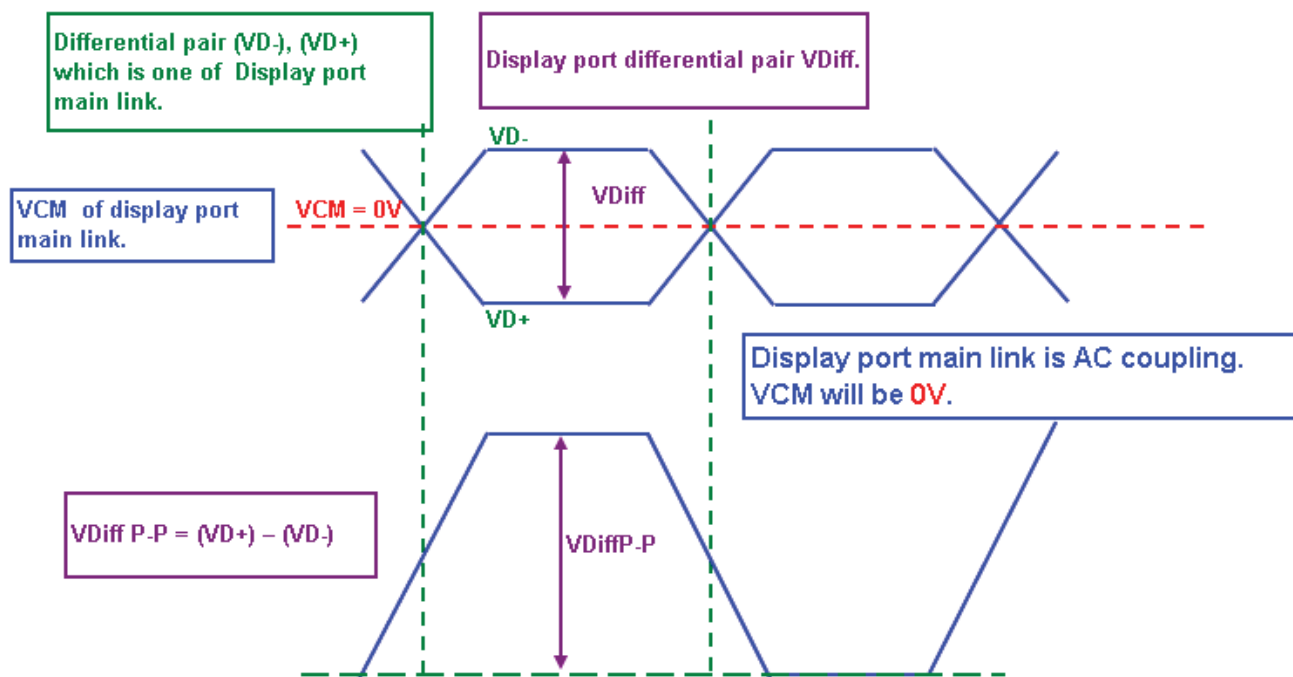 Differential pair (VD-), (VD+)
which is one of Display port
main link.
Display port differential pair VDiff.
VD-
VCM of display port
main link.
VCM = 0V
VDiff
VD+
Display port main link is AC coupling.
VCM will be 0V.
VDiff P-P = (VD+) – (VD-)
VDiffP-P